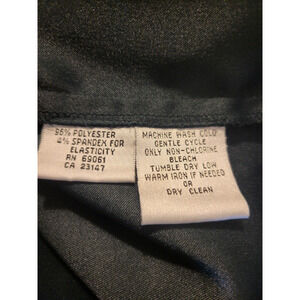 96% POLYESTER
4% SPANDEX FOR
ELASTICITY
RN 69061
CA 23147
MACHINE WASH COLD
GENTLE CYCLE
ONLY NON-CHLORINE
BLEACH
TUMBLE DRY LOW
WARM IRON IF NEEDED
OR
DRY CLEAN